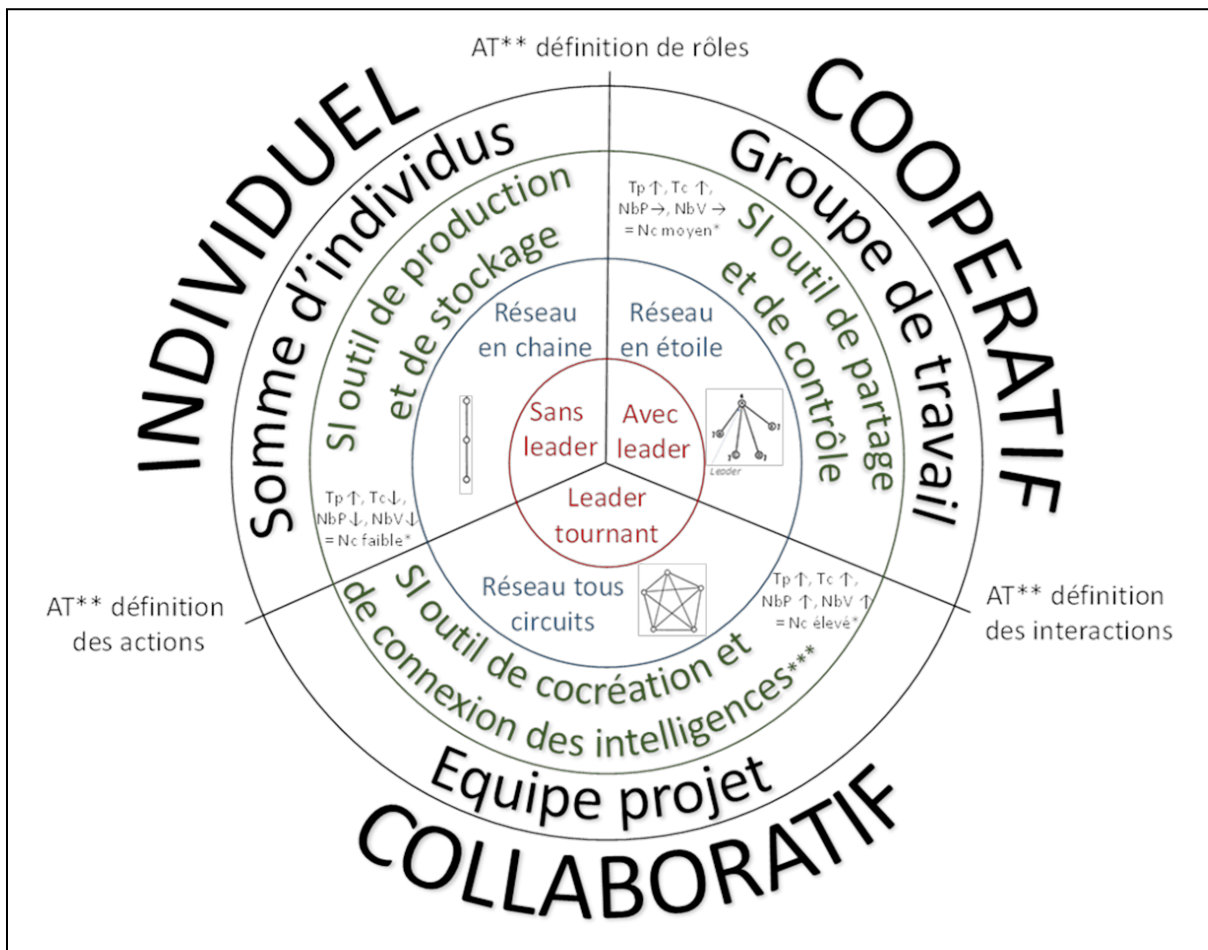 AT** définition de rôles
INDIVIDUEL
COOPERATIF
COLLABORATIF
Somme d’individus
Groupe de travail
Equipe projet
SI outil de production
et de stockage
SI outil de partage
et de contrôle
SI outil de cocréation et
de connexion des intelligences***
Tp ↑, Tc ↑,
NbP →, NbV →
= Nc moyen*
Réseau
en chaine
Réseau
en étoile
Sans
leader
Avec
leader
Leader
Leader
tournant
Tp ↑, Tc↓,
NbP↓, NbV↓
= Nc faible*
Réseau tous
circuits
Tp ↑, Tc ↑,
NbP ↑, NbV ↑
= Nc élevé*
AT** définition
des actions
AT** définition
des interactions